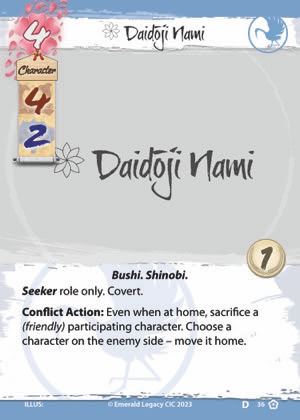 4
Daidōji Nami
Character
4
2
Daidōji Nami
1
Bushi. Shinobi.
Seeker role only. Covert.
Conflict Action: Even when at home, sacrifice a
(friendly) participating character. Choose a
character on the enemy side – move it home.
ILLUS: © Emerald Legacy CIC 2023 D 36